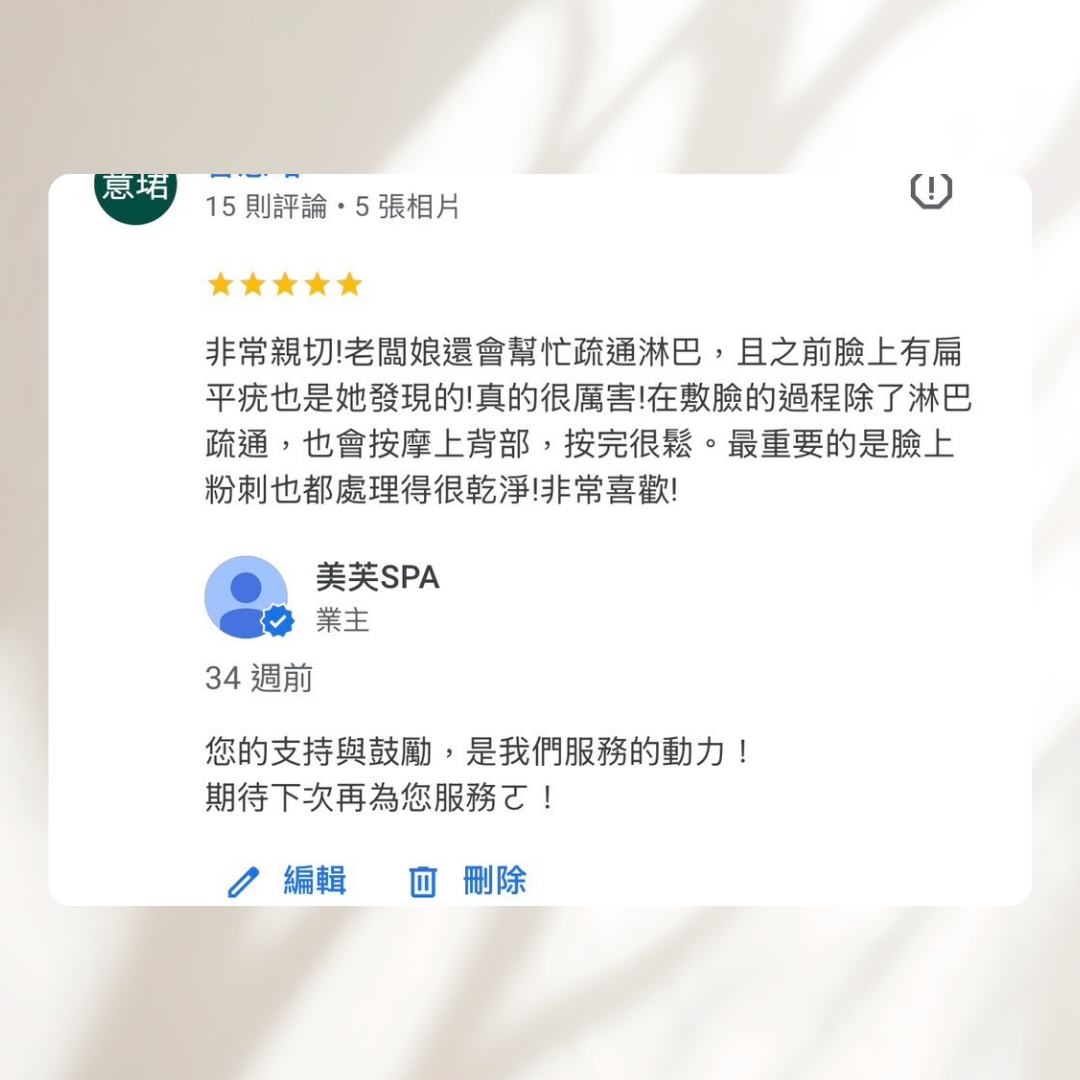 意珺
15 則評論・5 張相片
非常親切!老闆娘還會幫忙疏通淋巴，且之前臉上有扁
平疣也是她發現的!真的很厲害!在敷臉的過程除了淋巴
疏通，也會按摩上背部，按完很鬆。最重要的是臉上
粉刺也都處理得很乾淨!非常喜歡!
美芙SPA
業主
34 週前
您的支持與鼓勵，是我們服務的動力！
期待下次再為您服務ㄛ！
編輯 刪除